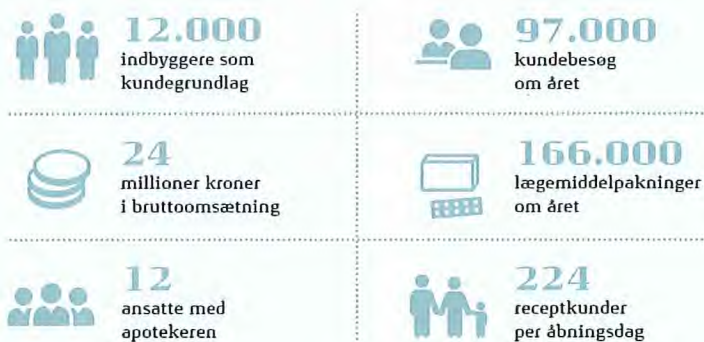 12.000
indbyggere som
kundegrundlag
97.000
kundebesøg
om året
24
millioner kroner
i bruttoomsætning
166.000
lægemiddelpakninger
om året
12
ansatte med
apotekeren
224
receptkunder
per åbningsdag